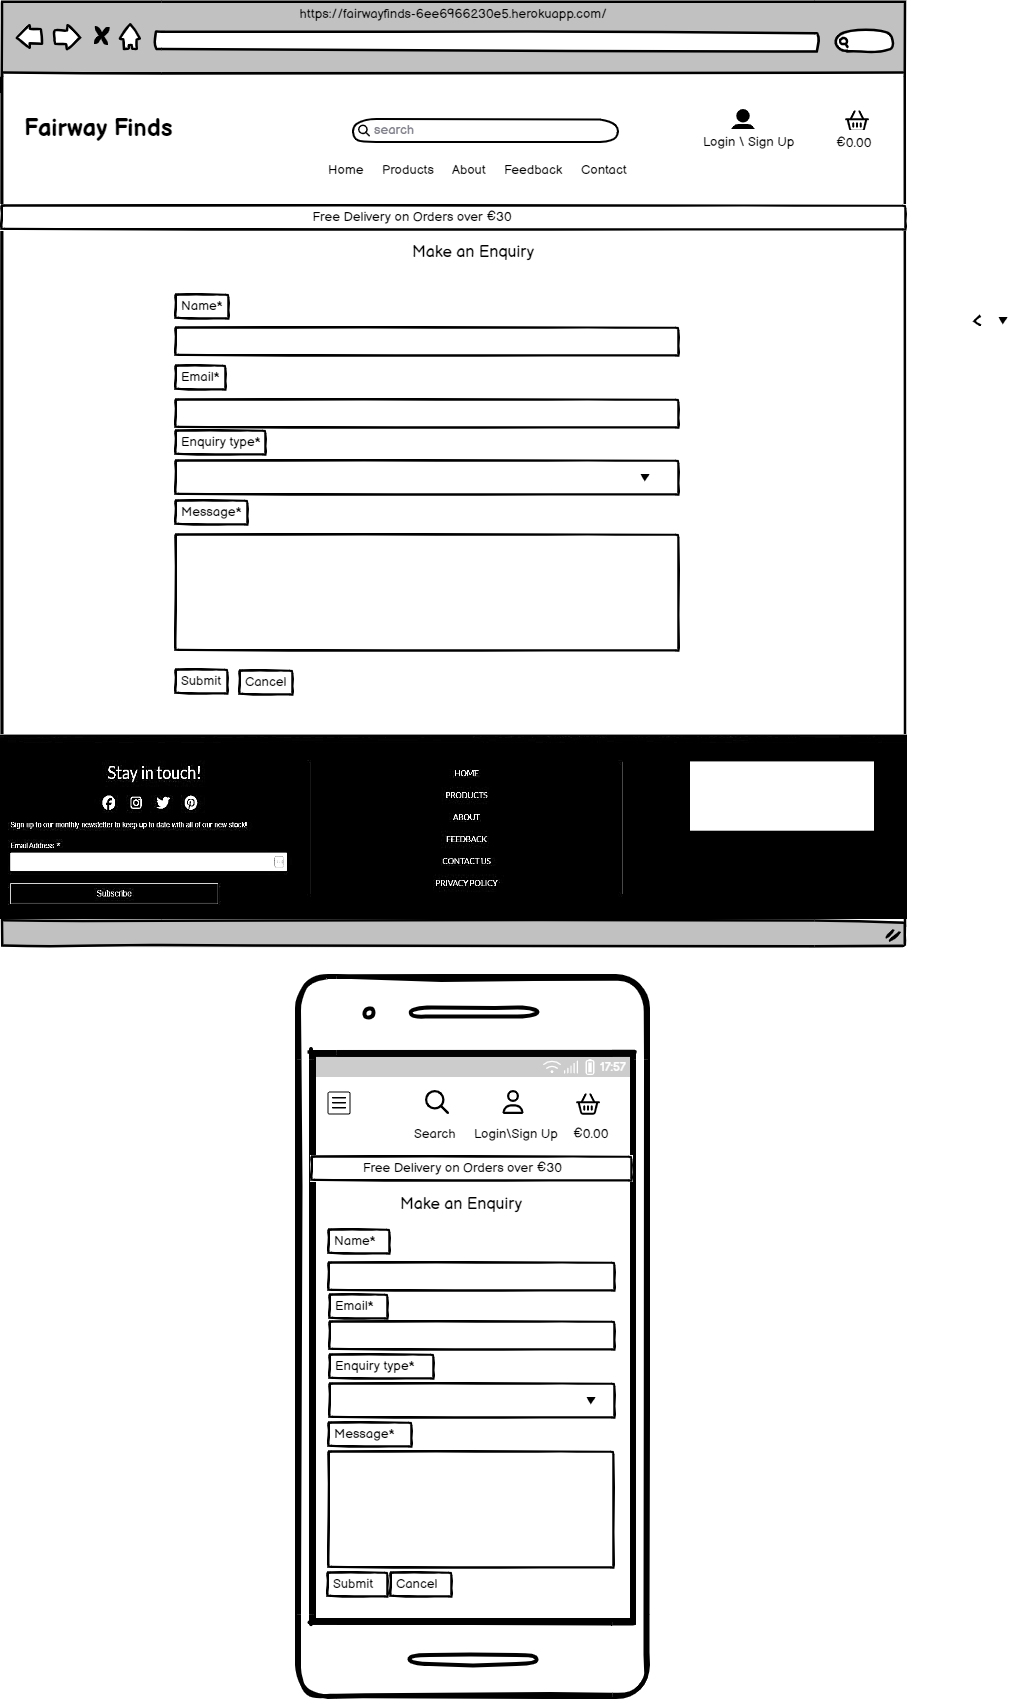 https://fairwayfinds-6ee6966230e5.herokuapp.com/
Fairway Finds
search
Login \ Sign Up
€0.00
Home Products About Feedback Contact
Free Delivery on Orders over €30
Make an Enquiry
Name*
Email*
Enquiry type*
Message*
Submit Cancel
Stay in touch!
Sign up to our monthly newsletter to keep up to date with all of our new stock!
Email Address *
Subscribe
HOME
PRODUCTS
ABOUT
FEEDBACK
CONTACT US
PRIVACY POLICY
17:57
Search Login\Sign Up €0.00
Free Delivery on Orders over €30
Make an Enquiry
Name*
Email*
Enquiry type*
Message*
Submit Cancel